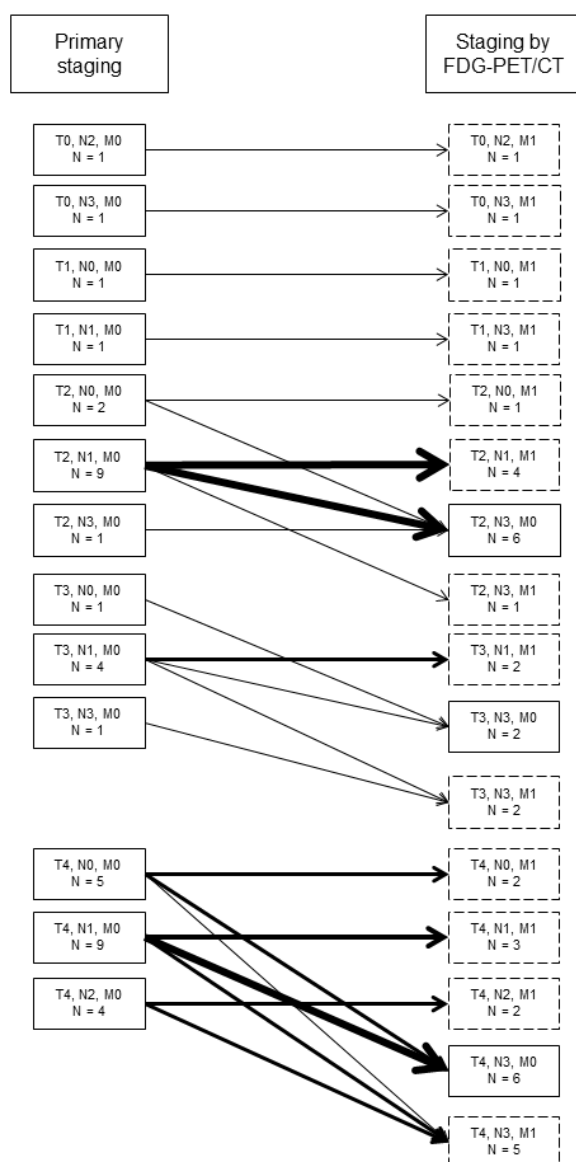 Primary
staging
Staging by
FDG-PET/CT
T0, N2, M0
N = 1
T0, N2, M1
N = 1
T0, N3, M0
N = 1
T0, N3, M1
N = 1
T1, N0, M0
N = 1
T1, N0, M1
N = 1
T1, N1, M0
N = 1
T1, N3, M1
N = 1
T2, N0, M0
N = 2
T2, N0, M1
N = 1
T2, N1, M0
N = 9
T2, N1, M1
N = 4
T2, N3, M0
N = 1
T2, N3, M0
N = 6
T3, N0, M0
N = 1
T2, N3, M1
N = 1
T3, N1, M0
N = 4
T3, N1, M1
N = 2
T3, N3, M0
N = 1
T3, N3, M0
N = 2
T3, N3, M1
N = 2
T4, N0, M0
N = 5
T4, N0, M1
N = 2
T4, N1, M0
N = 9
T4, N1, M1
N = 3
T4, N2, M0
N = 4
T4, N2, M1
N = 2
T4, N3, M0
N = 6
T4, N3, M1
N = 5